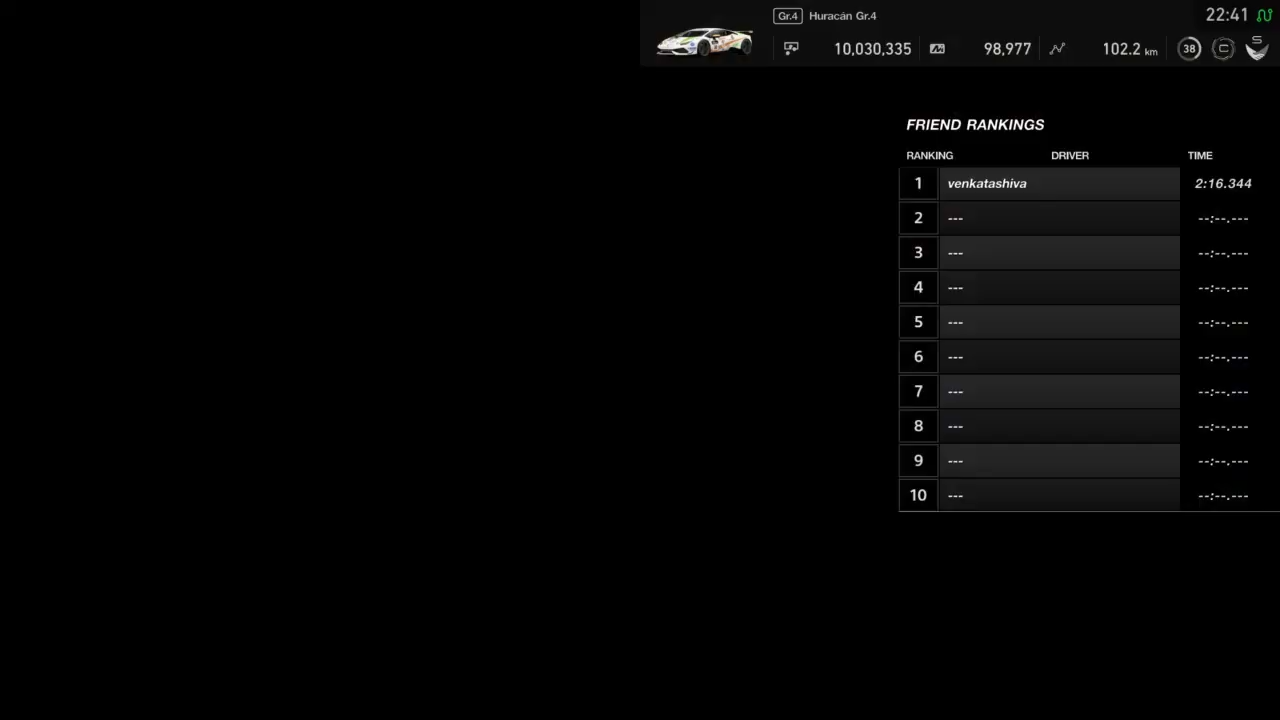 Gr.4 Huracán Gr.4 22:41
10,030,335 98,977 102.2 km 38 C S
FRIEND RANKINGS
RANKING DRIVER TIME
1 venkatashiva 2:16.344
2 --- --:--.---
3 --- --:--.---
4 --- --:--.---
5 --- --:--.---
6 --- --:--.---
7 --- --:--.---
8 --- --:--.---
9 --- --:--.---
10 --- --:--.---